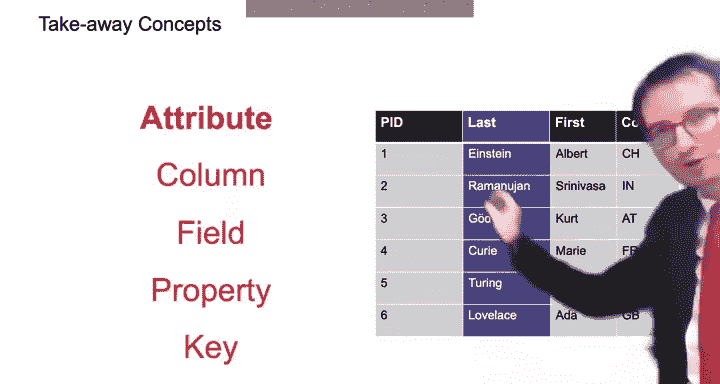 Take-away Concepts
Attribute
Column
Field
Property
Key
PID Last First
1 Einstein Albert CH
2 Ramanujan Srinivasa IN
3 Kurt AT
4 Curie Marie
5 Turing
6 Lovelace Ada GB